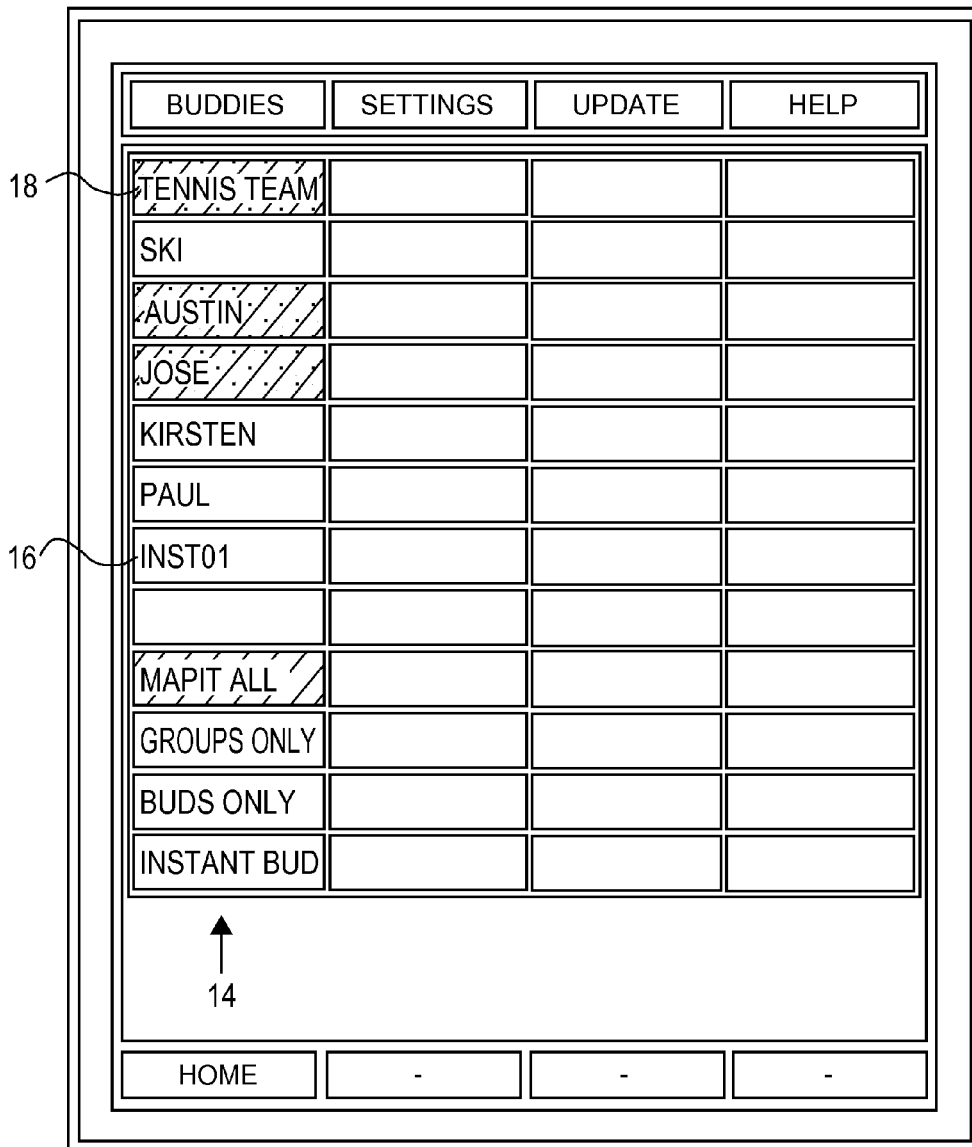 BUDDIES SETTINGS UPDATE HELP
18 TENNIS TEAM
SKI
AUSTIN
JOSE
KIRSTEN
PAUL
16 INST01
MAPIT ALL
GROUPS ONLY
BUDS ONLY
INSTANT BUD
14
HOME - - -